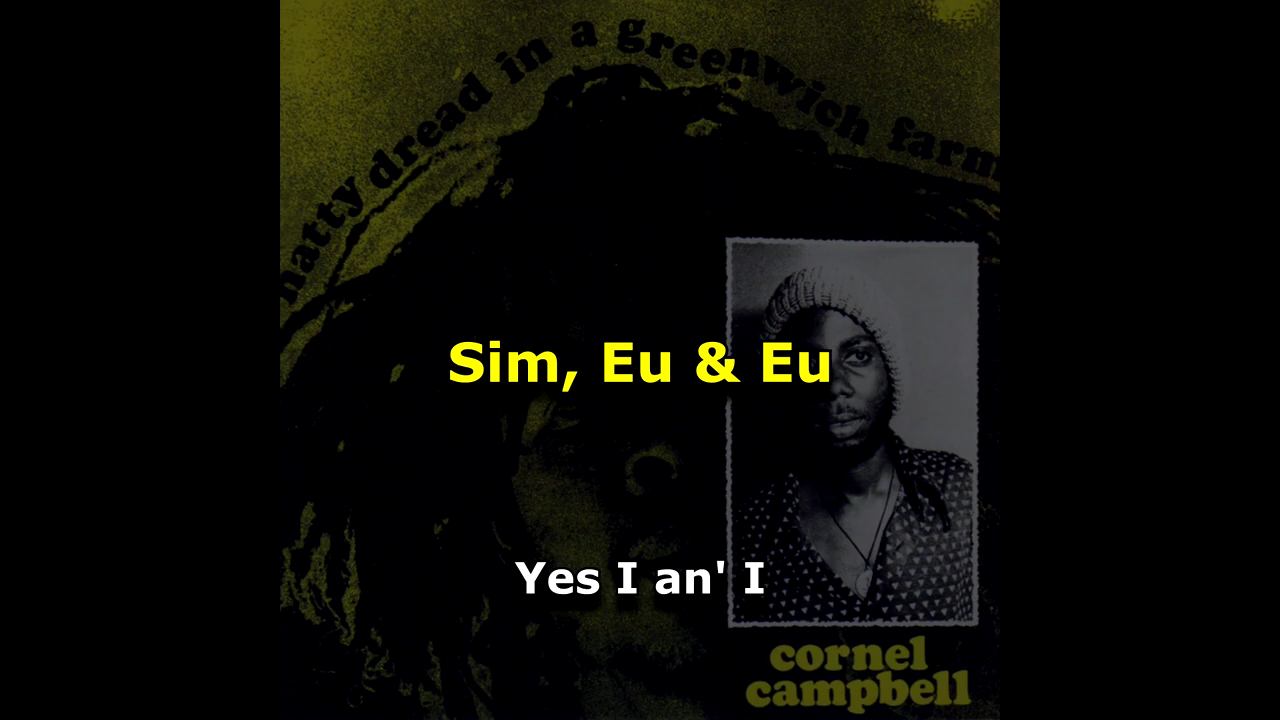 natty dread in a greenwich farm
Sim, Eu & Eu
Yes I an' I
cornel
campbell